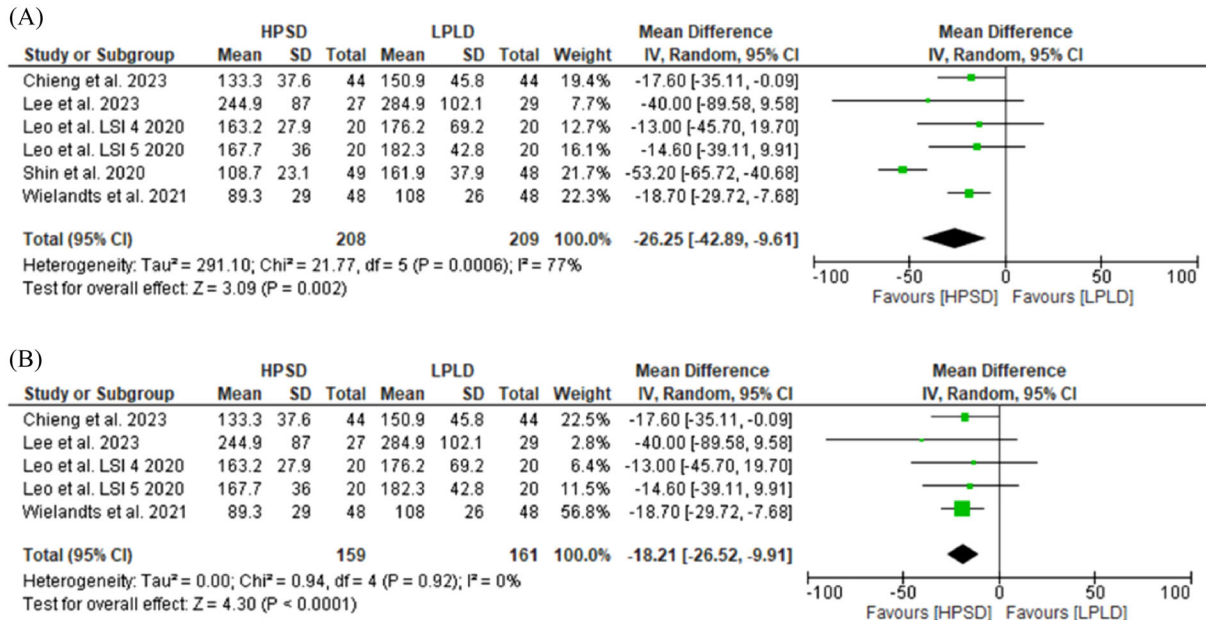 (A)
HPSD LPLD Mean Difference Mean Difference
Study or Subgroup Mean SD Total Mean SD Total Weight IV, Random, 95% CI IV, Random, 95% CI
Chieng et al. 2023 133.3 37.6 44 150.9 45.8 44 19.4% -17.60 [-35.11, -0.09]
Lee et al. 2023 244.9 87 27 284.9 102.1 29 7.7% -40.00 [-89.58, 9.58]
Leo et al. LSI 4 2020 163.2 27.9 20 176.2 69.2 20 12.7% -13.00 [-45.70, 19.70]
Leo et al. LSI 5 2020 167.7 36 20 182.3 42.8 20 16.1% -14.60 [-39.11, 9.91]
Shin et al. 2020 108.7 23.1 49 161.9 37.9 48 21.7% -53.20 [-65.72, -40.68]
Wielandts et al. 2021 89.3 29 48 108 26 48 22.3% -18.70 [-29.72, -7.68]
Total (95% CI) 208 209 100.0% -26.25 [-42.89, -9.61]
Heterogeneity: Tau² = 291.10; Chi² = 21.77, df = 5 (P = 0.0006); I² = 77%
Test for overall effect: Z = 3.09 (P = 0.002)
-100 -50 0 50 100
Favours [HPSD] Favours [LPLD]
(B)
HPSD LPLD Mean Difference Mean Difference
Study or Subgroup Mean SD Total Mean SD Total Weight IV, Random, 95% CI IV, Random, 95% CI
Chieng et al. 2023 133.3 37.6 44 150.9 45.8 44 22.5% -17.60 [-35.11, -0.09]
Lee et al. 2023 244.9 87 27 284.9 102.1 29 2.8% -40.00 [-89.58, 9.58]
Leo et al. LSI 4 2020 163.2 27.9 20 176.2 69.2 20 6.4% -13.00 [-45.70, 19.70]
Leo et al. LSI 5 2020 167.7 36 20 182.3 42.8 20 11.5% -14.60 [-39.11, 9.91]
Wielandts et al. 2021 89.3 29 48 108 26 48 56.8% -18.70 [-29.72, -7.68]
Total (95% CI) 159 161 100.0% -18.21 [-26.52, -9.91]
Heterogeneity: Tau² = 0.00; Chi² = 0.94, df = 4 (P = 0.92); I² = 0%
Test for overall effect: Z = 4.30 (P < 0.0001)
-100 -50 0 50 100
Favours [HPSD] Favours [LPLD]